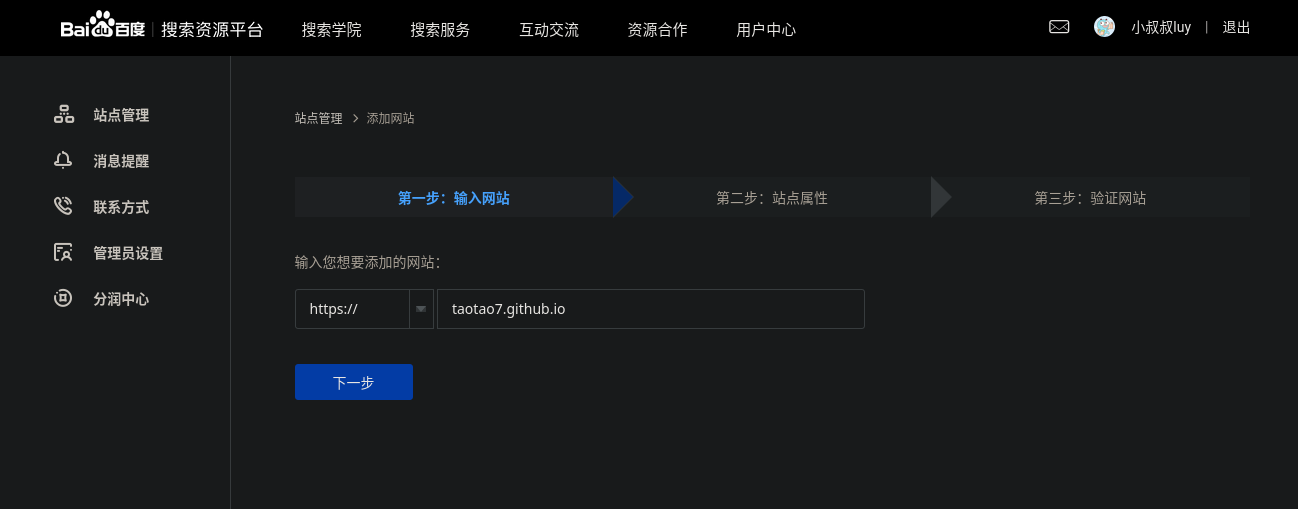 Bai du 百度 | 搜索资源平台 搜索学院 搜索服务 互动交流 资源合作 用户中心 小叔叔luy | 退出
站点管理
消息提醒
联系方式
管理员设置
分润中心
站点管理 > 添加网站
第一步：输入网站 第二步：站点属性 第三步：验证网站
输入您想要添加的网站：
https:// taotao7.github.io
下一步